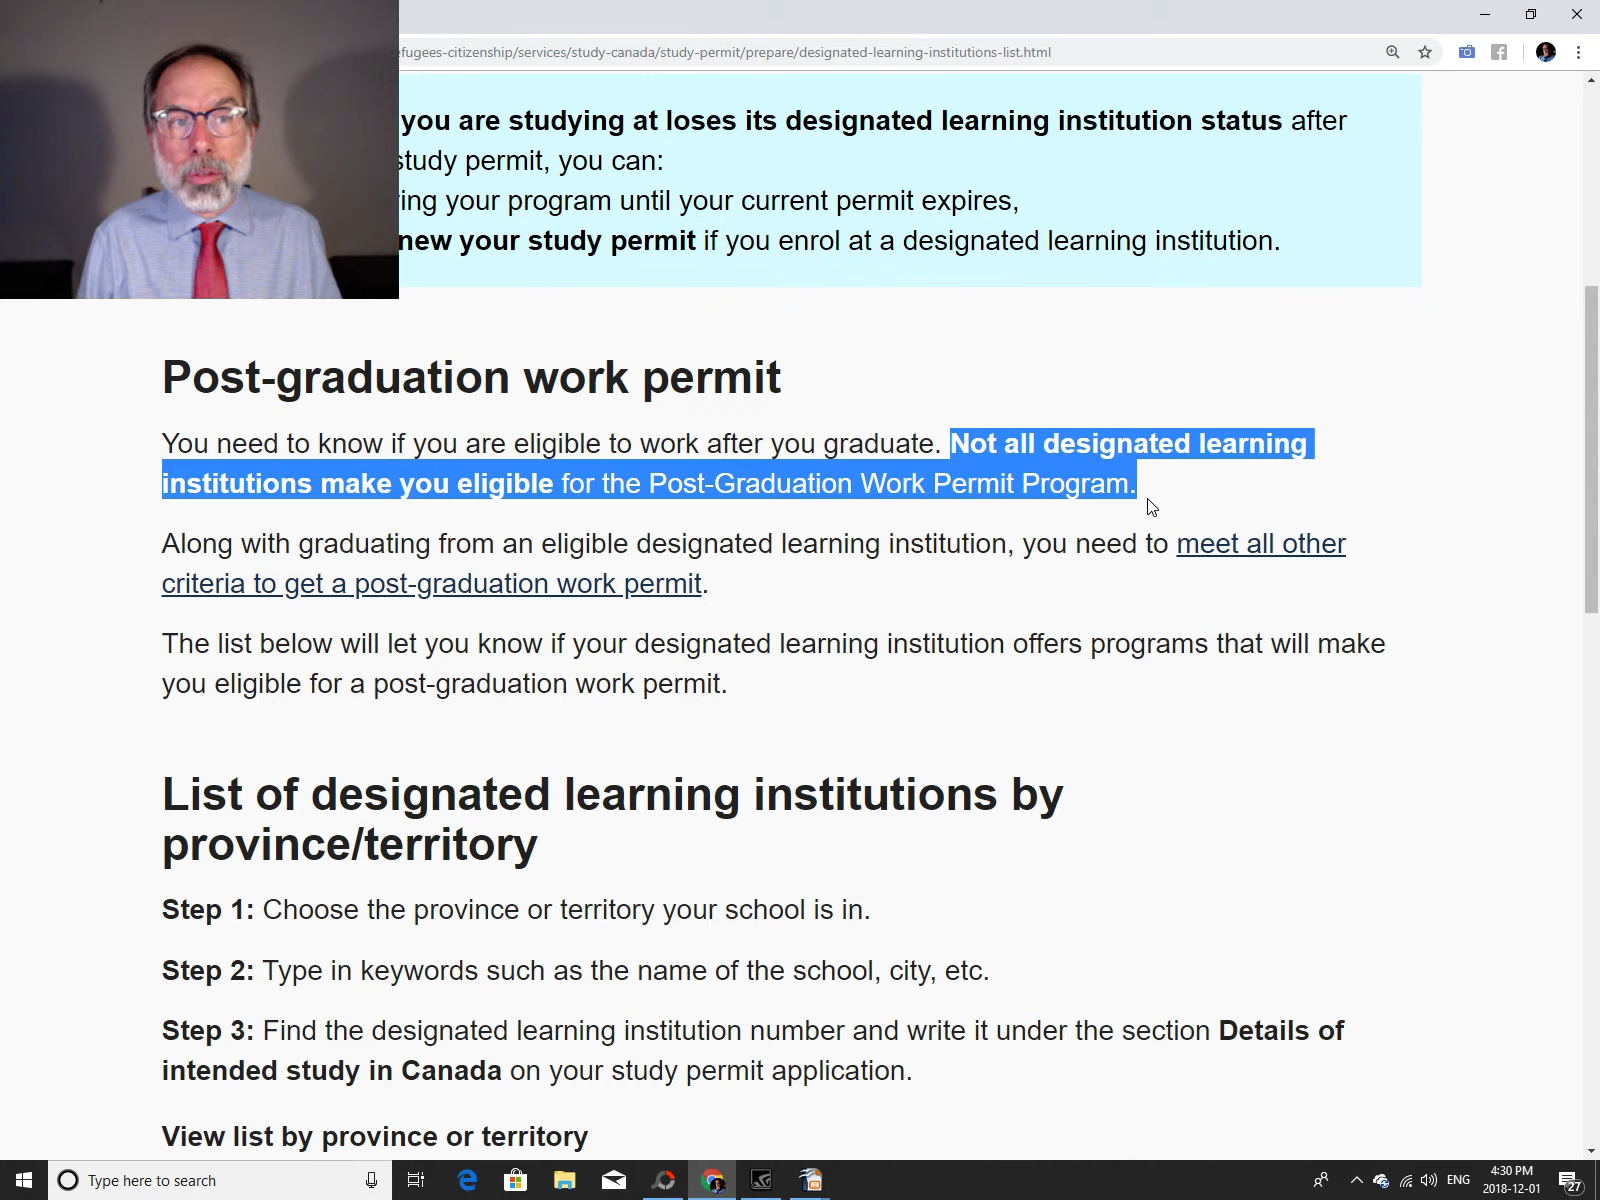 efugees-citizenship/services/study-canada/study-permit/prepare/designated-learning-institutions-list.html
you are studying at loses its designated learning institution status after
study permit, you can:
ing your program until your current permit expires,
new your study permit if you enrol at a designated learning institution.
Post-graduation work permit
You need to know if you are eligible to work after you graduate. Not all designated learning
institutions make you eligible for the Post-Graduation Work Permit Program.
Along with graduating from an eligible designated learning institution, you need to meet all other
criteria to get a post-graduation work permit.
The list below will let you know if your designated learning institution offers programs that will make
you eligible for a post-graduation work permit.
List of designated learning institutions by
province/territory
Step 1: Choose the province or territory your school is in.
Step 2: Type in keywords such as the name of the school, city, etc.
Step 3: Find the designated learning institution number and write it under the section Details of
intended study in Canada on your study permit application.
View list by province or territory
Type here to search
ENG
4:30 PM
2018-12-01
27